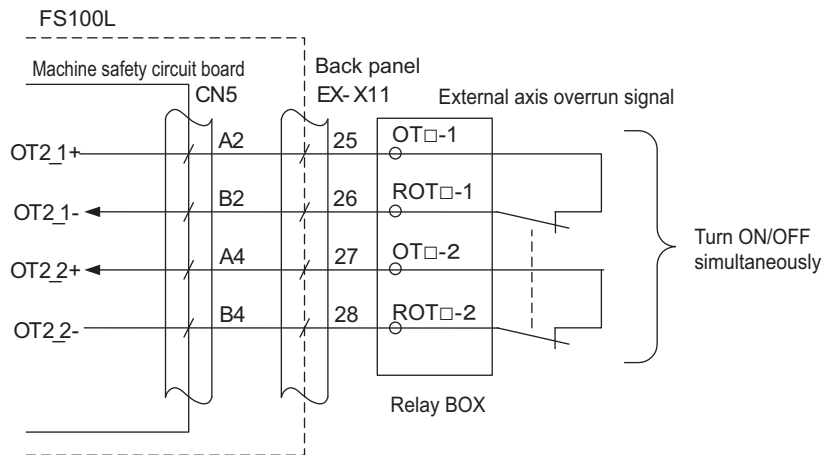 FS100L
Machine safety circuit board
Back panel
CN5
EX-X11
External axis overrun signal
OT2_1+
A2
25
OT□-1
OT2_1-
B2
26
ROT□-1
OT2_2+
A4
27
OT□-2
OT2_2-
B4
28
ROT□-2
Turn ON/OFF
simultaneously
Relay BOX